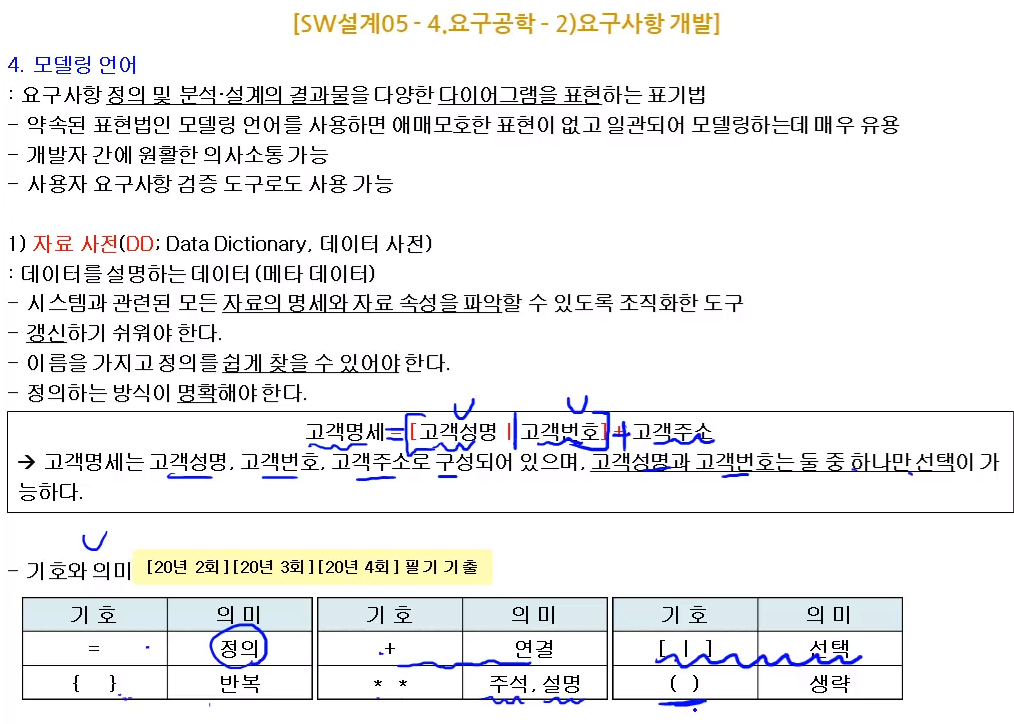 [SW설계05 - 4.요구공학 - 2)요구사항 개발]
4. 모델링 언어
: 요구사항 정의 및 분석·설계의 결과물을 다양한 다이어그램을 표현하는 표기법
- 약속된 표현법인 모델링 언어를 사용하면 애매모호한 표현이 없고 일관되어 모델링하는데 매우 유용
- 개발자 간에 원활한 의사소통 가능
- 사용자 요구사항 검증 도구로도 사용 가능
1) 자료 사전(DD; Data Dictionary, 데이터 사전)
: 데이터를 설명하는 데이터 (메타 데이터)
- 시스템과 관련된 모든 자료의 명세와 자료 속성을 파악할 수 있도록 조직화한 도구
- 갱신하기 쉬워야 한다.
- 이름을 가지고 정의를 쉽게 찾을 수 있어야 한다.
- 정의하는 방식이 명확해야 한다.
고객명세 = [고객성명 | 고객번호] + 고객주소
→ 고객명세는 고객성명, 고객번호, 고객주소로 구성되어 있으며, 고객성명과 고객번호는 둘 중 하나만 선택이 가
능하다.
- 기호와 의미 [20년 2회][20년 3회][20년 4회] 필기 기출
기 호 의 미 기 호 의 미 기 호 의 미
= 정의 + 연결 [ | ] 선택
{ } 반복 * * 주석, 설명 ( ) 생략